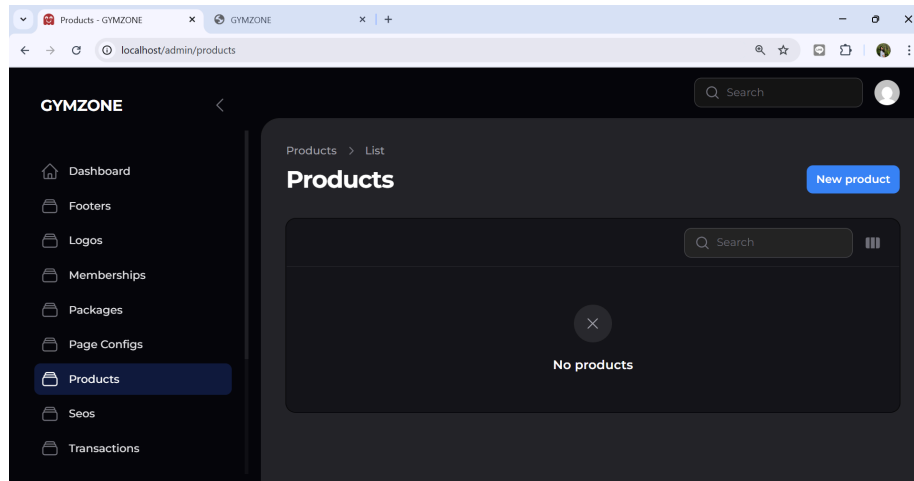 Products - GYMZONE
GYMZONE
localhost/admin/products
GYMZONE
Search
Dashboard
Footers
Logos
Memberships
Packages
Page Configs
Products
Seos
Transactions
Products > List
Products
New product
Search
No products